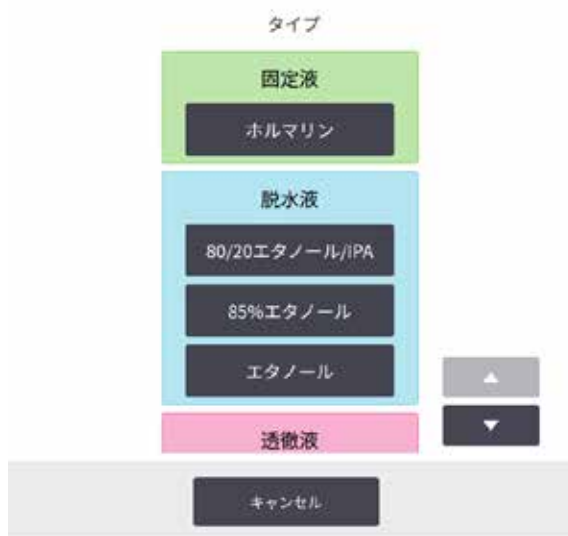 タイプ
固定液
ホルマリン
脱水液
80/20エタノール/IPA
85%エタノール
エタノール
透徹液
キャンセル